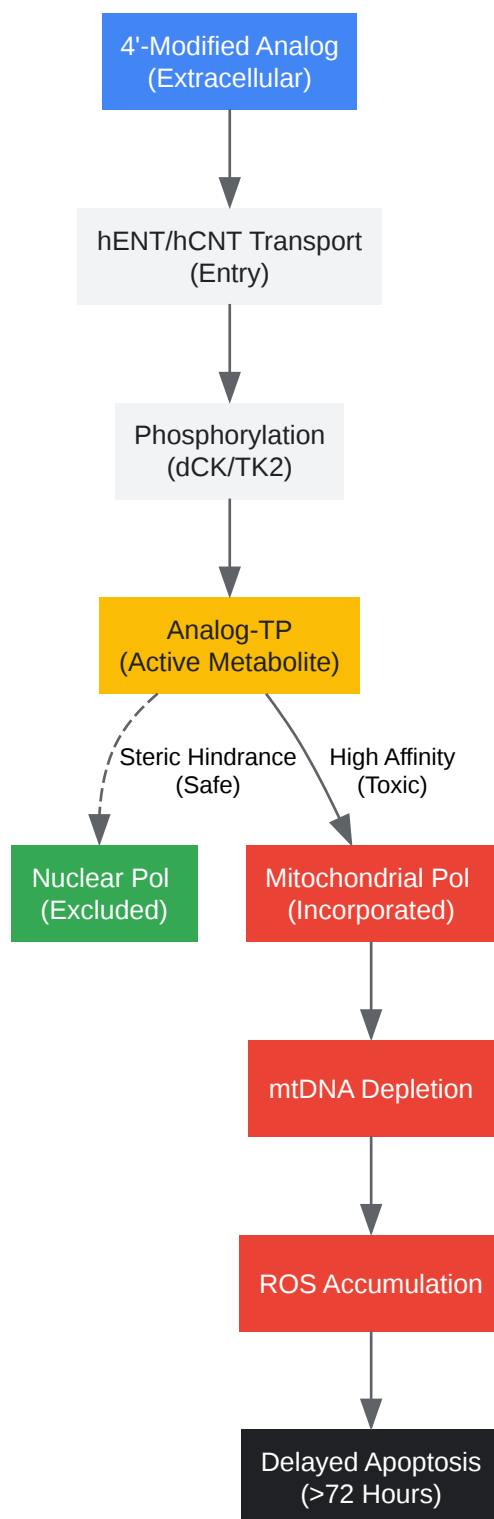 4'-Modified Analog
(Extracellular)
hENT/hCNT Transport
(Entry)
Phosphorylation
(dCK/TK2)
Analog-TP
(Active Metabolite)
Steric Hindrance
(Safe)
High Affinity
(Toxic)
Nuclear Pol
(Excluded)
Mitochondrial Pol
(Incorporated)
mtDNA Depletion
ROS Accumulation
Delayed Apoptosis
(>72 Hours)